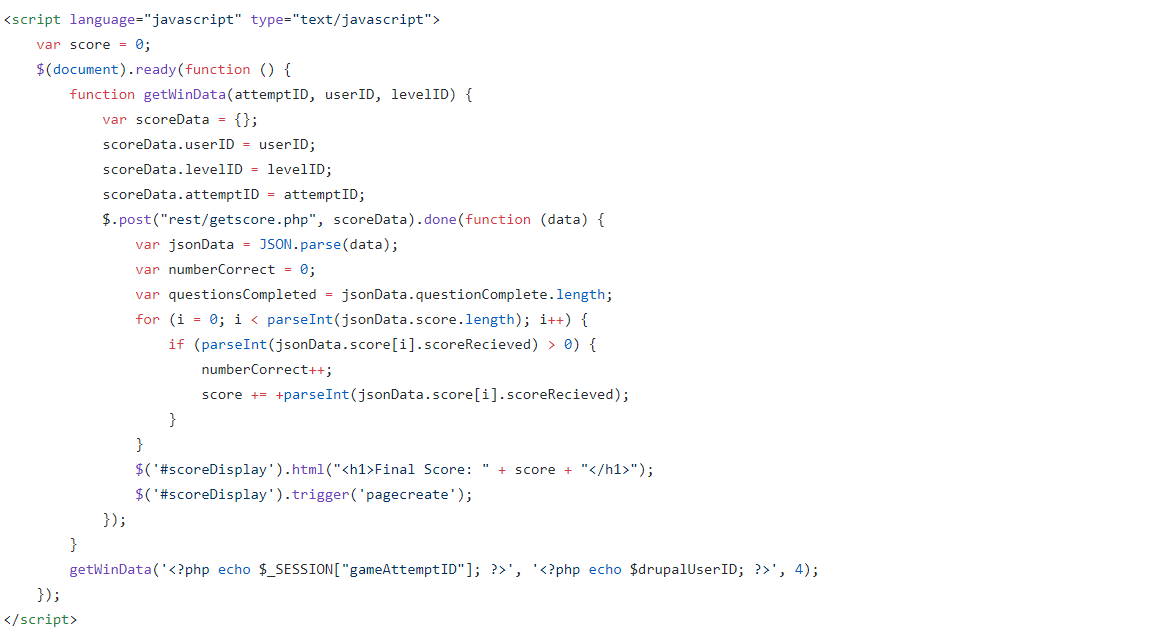 <script language="javascript" type="text/javascript">
    var score = 0;
    $(document).ready(function () {
        function getWinData(attemptID, userID, levelID) {
            var scoreData = {};
            scoreData.userID = userID;
            scoreData.levelID = levelID;
            scoreData.attemptID = attemptID;
            $.post("rest/getscore.php", scoreData).done(function (data) {
                var jsonData = JSON.parse(data);
                var numberCorrect = 0;
                var questionsCompleted = jsonData.questionComplete.length;
                for (i = 0; i < parseInt(jsonData.score.length); i++) {
                    if (parseInt(jsonData.score[i].scoreRecieved) > 0) {
                        numberCorrect++;
                        score += +parseInt(jsonData.score[i].scoreRecieved);
                    }
                }
                $('#scoreDisplay').html("<h1>Final Score: " + score + "</h1>");
                $('#scoreDisplay').trigger('pagecreate');
            });
        }
        getWinData('<?php echo $_SESSION["gameAttemptID"]; ?>', '<?php echo $drupalUserID; ?>', 4);
    });
</script>